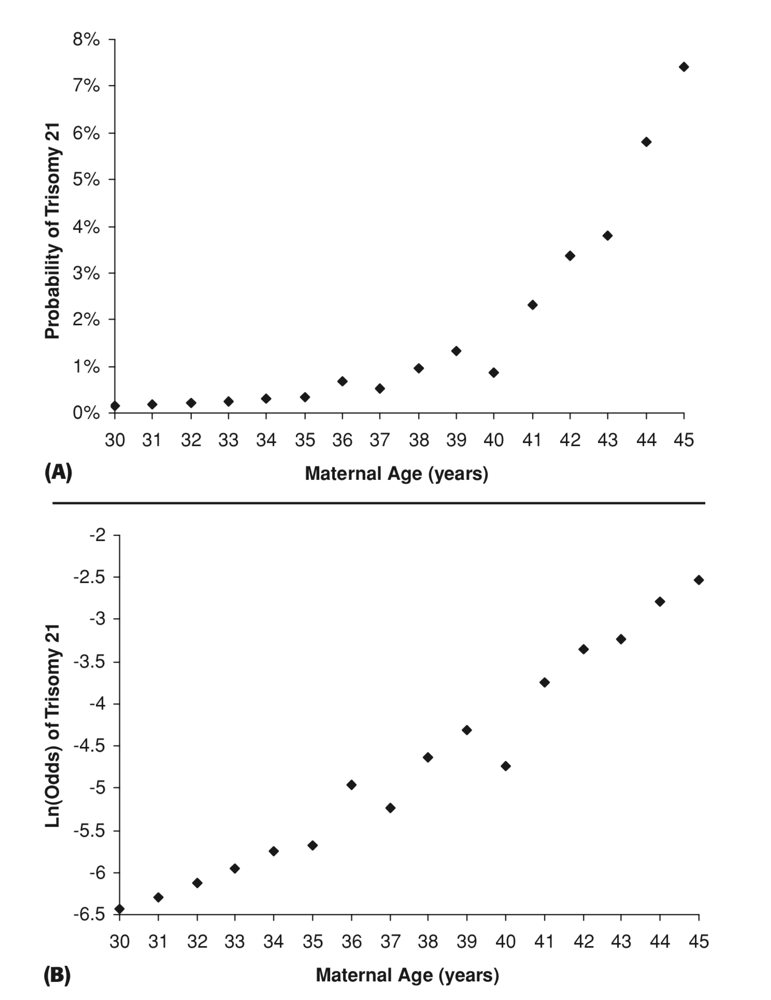 8%
7%
6%
5%
4%
3%
2%
1%
0%
Probability of Trisomy 21
30 31 32 33 34 35 36 37 38 39 40 41 42 43 44 45
(A)
Maternal Age (years)
-2
-2.5
-3
-3.5
-4
-4.5
-5
-5.5
-6
-6.5
Ln(Odds) of Trisomy 21
30 31 32 33 34 35 36 37 38 39 40 41 42 43 44 45
(B)
Maternal Age (years)